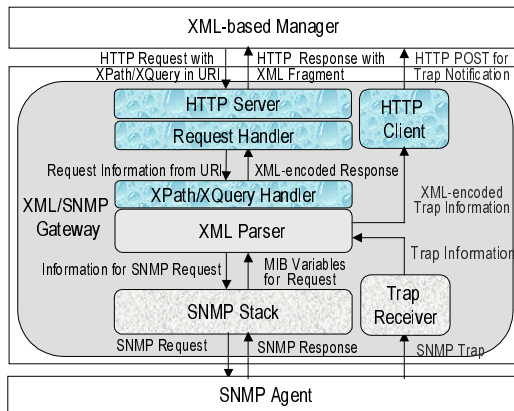 XML-based Manager
HTTP Request with
XPath/XQuery in URI
HTTP Response with
XML Fragment
HTTP POST for
Trap Notification
HTTP Server
Request Handler
HTTP
Client
Request Information from URI
XML-encoded Response
XPath/XQuery Handler
XML-encoded
Trap Information
XML/SNMP
Gateway
XML Parser
Trap Information
Information for SNMP Request
MIB Variables
for Request
SNMP Stack
Trap
Receiver
SNMP Request
SNMP Response
SNMP Trap
SNMP Agent